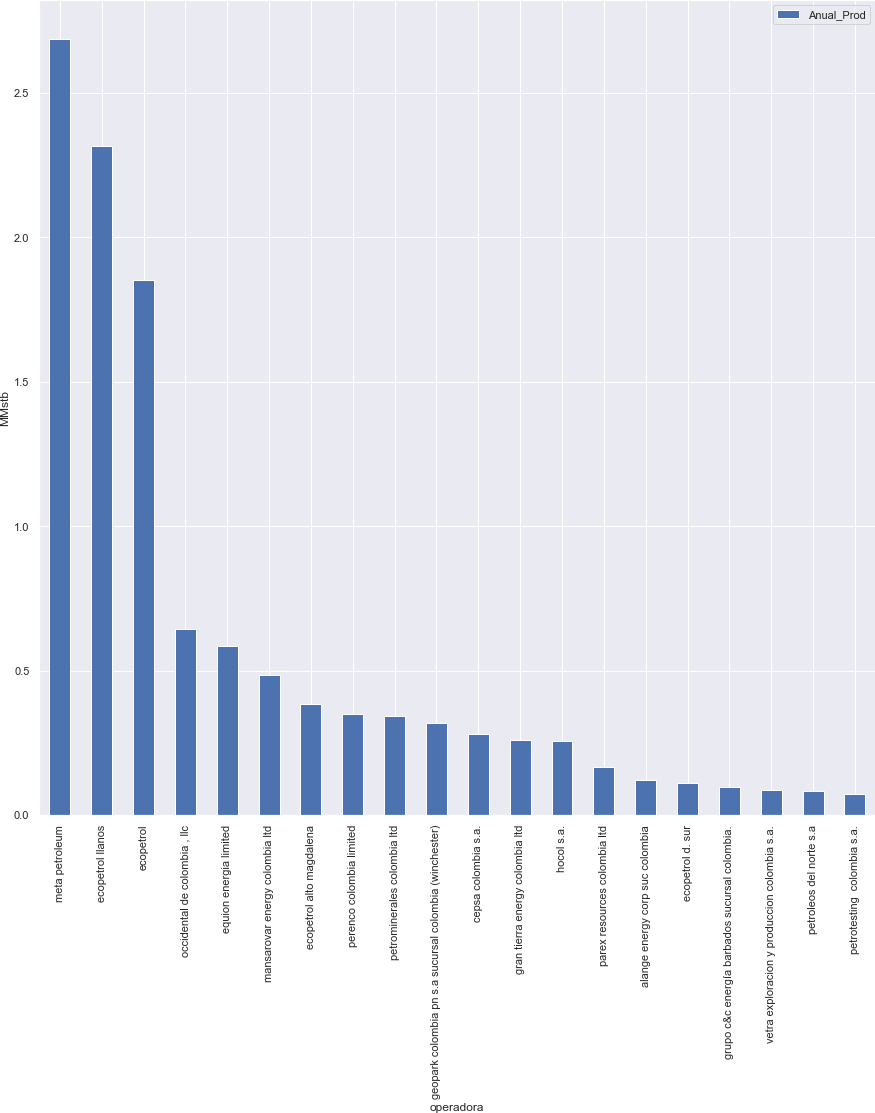 Anual_Prod
2.5
2.0
1.5
1.0
0.5
0.0
MMstb
meta petroleum
ecopetrol llanos
ecopetrol
occidental de colombia , llc
equion energia limited
mansarovar energy colombia ltd
ecopetrol alto magdalena
perenco colombia limited
petrominerales colombia ltd
geopark colombia pn s.a sucursal colombia (winchester)
cepsa colombia s.a.
gran tierra energy colombia ltd
hocol s.a.
parex resources colombia ltd
alange energy corp suc colombia
ecopetrol d. sur
grupo c&c energía barbados sucursal colombia.
vetra exploracion y produccion colombia s.a.
petroleos del norte s.a
petrotesting  colombia s.a.
operadora